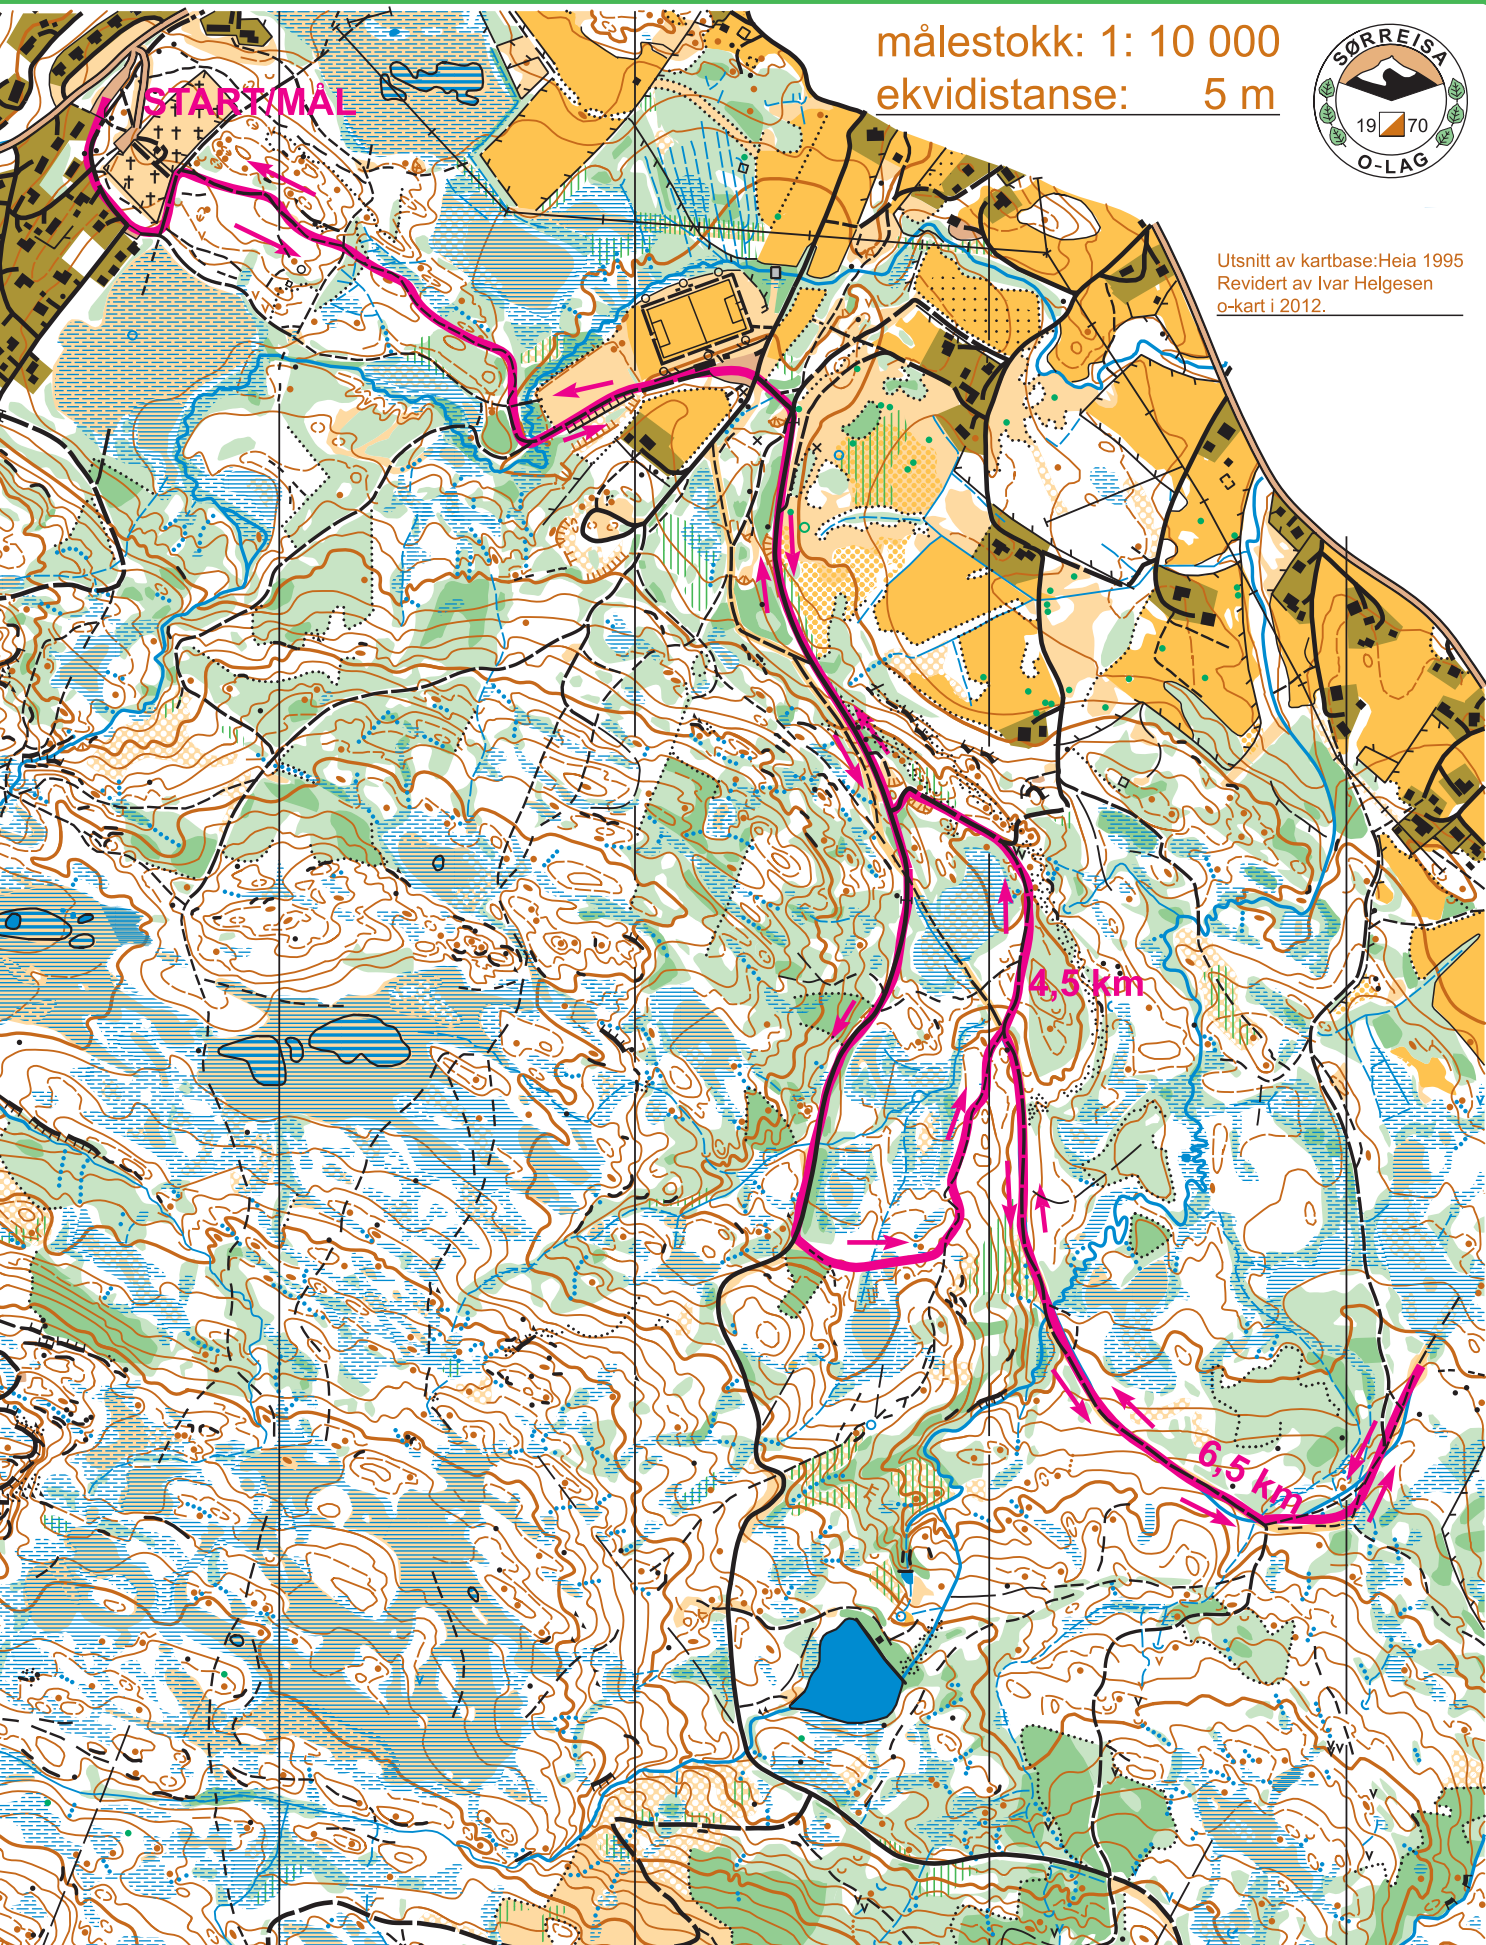 målestokk: 1: 10 000
ekvidistanse: 5 m
SØRREISA
19 70
O-LAG
START/MÅL
Utsnitt av kartbase:Heia 1995
Revidert av Ivar Helgesen
o-kart i 2012.
4,5 km
6,5 km